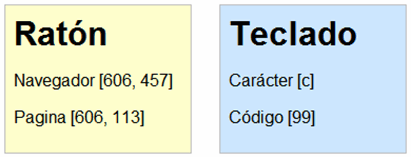 Ratón
Navegador [606, 457]
Pagina [606, 113]
Teclado
Carácter [c]
Código [99]